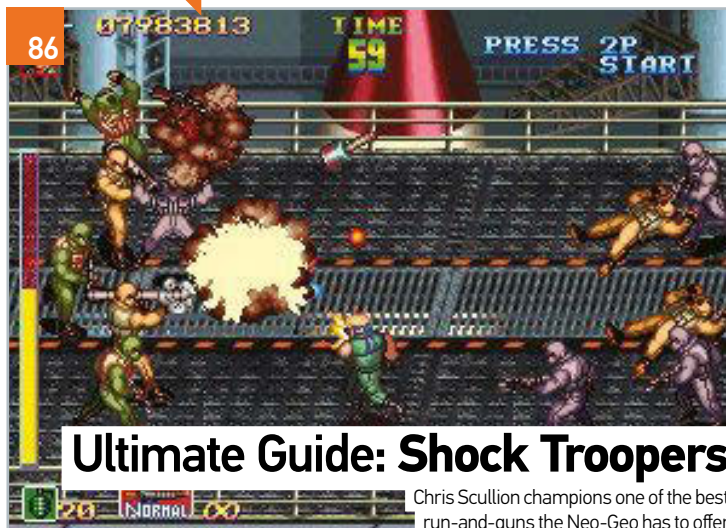 86
07983813
TIME
59
PRESS 2P
START
Ultimate Guide: Shock Troopers
Chris Scullion champions one of the best
run-and-guns the Neo-Geo has to offer
20
NORMAL
∞